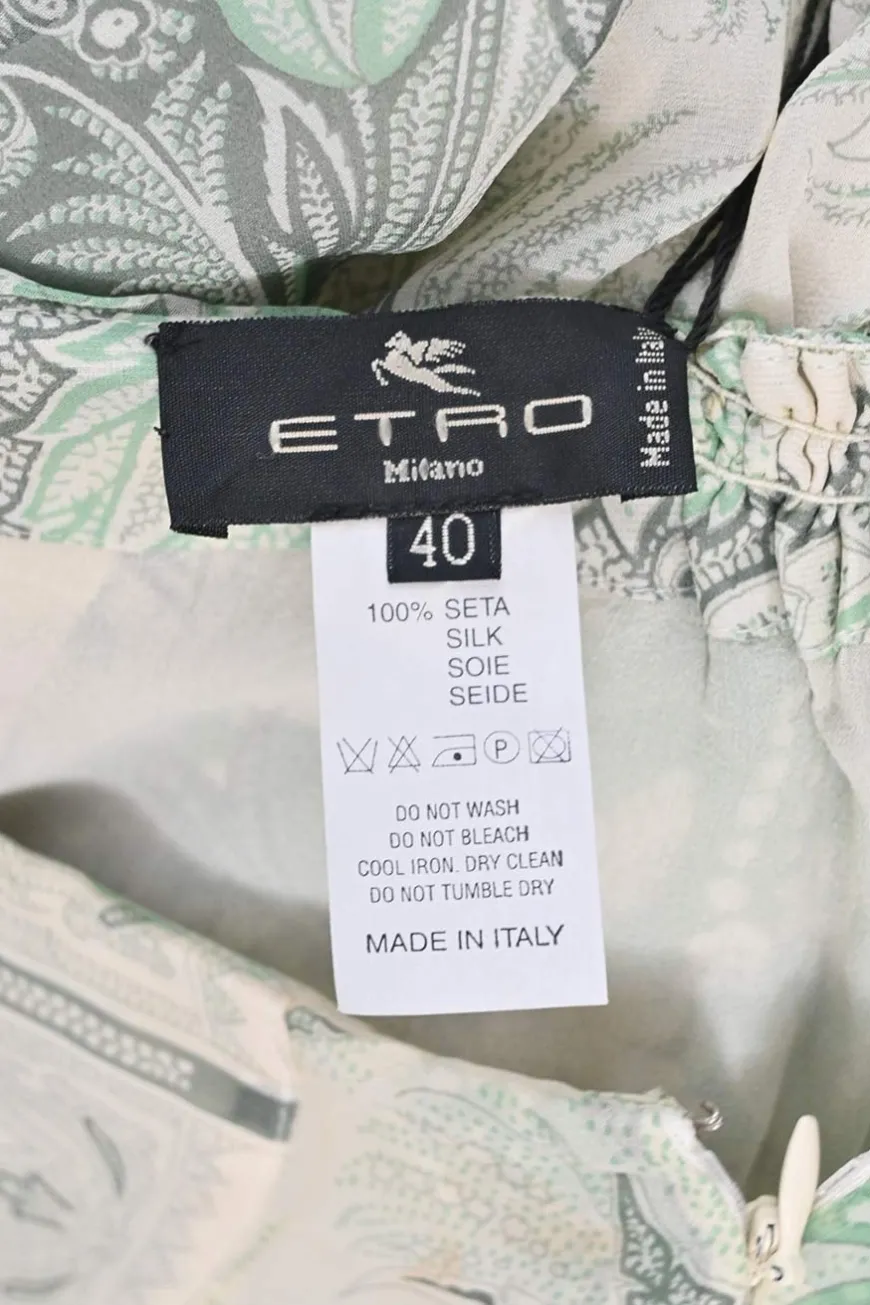 ETRO
Milano
Made in Italy
40
100% SETA
SILK
SOIE
SEIDE
P
DO NOT WASH
DO NOT BLEACH
COOL IRON. DRY CLEAN
DO NOT TUMBLE DRY
MADE IN ITALY